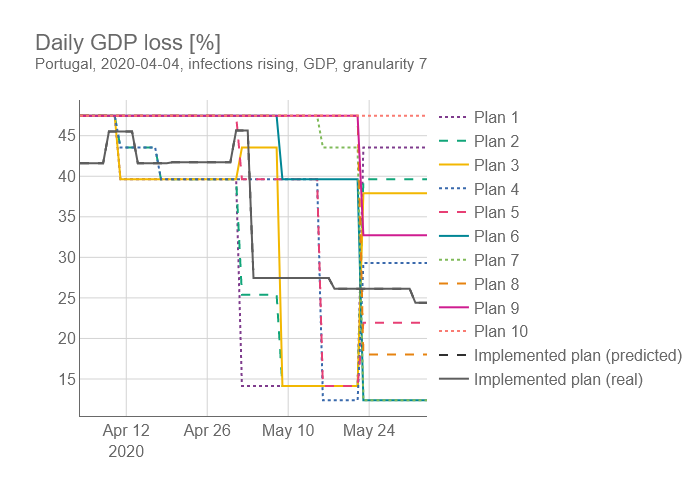 Daily GDP loss [%]
Portugal, 2020-04-04, infections rising, GDP, granularity 7
45
40
35
30
25
20
15
Apr 12
2020
Apr 26
May 10
May 24
Plan 1
Plan 2
Plan 3
Plan 4
Plan 5
Plan 6
Plan 7
Plan 8
Plan 9
Plan 10
Implemented plan (predicted)
Implemented plan (real)